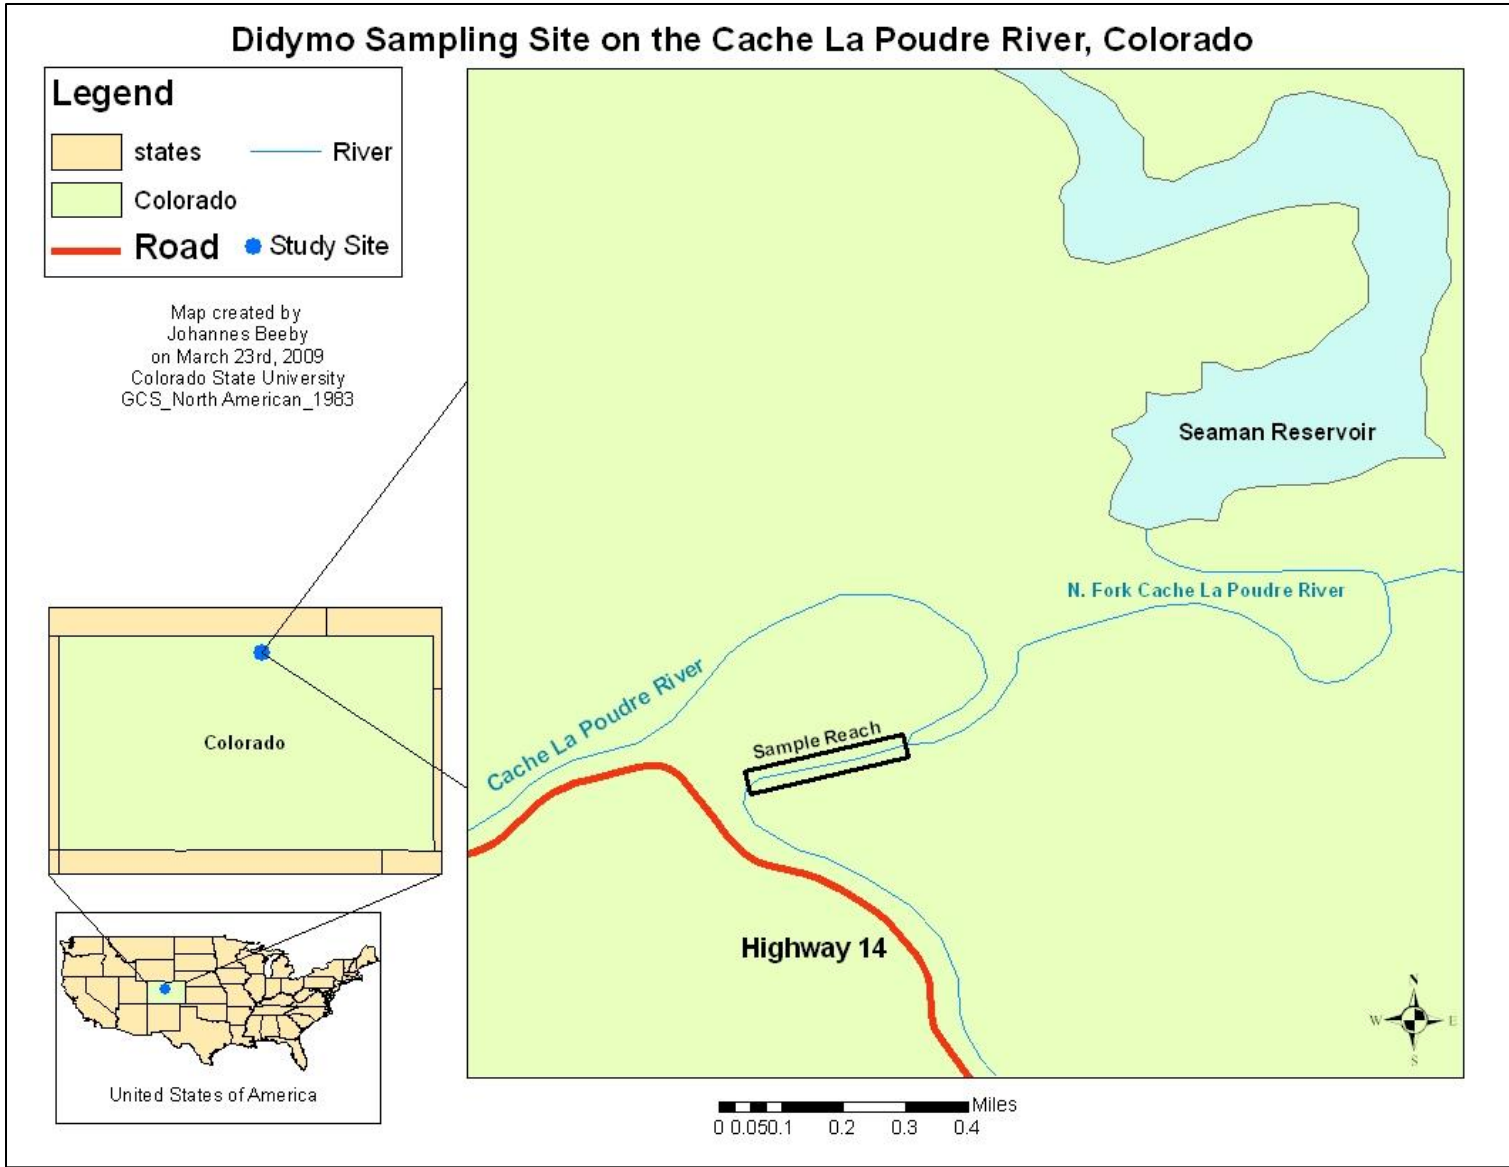 Didymo Sampling Site on the Cache La Poudre River, Colorado
Legend
states
River
Colorado
Road
Study Site
Map created by
Johannes Beeby
on March 23rd, 2009
Colorado State University
GCS_North American_1983
Seaman Reservoir
N. Fork Cache La Poudre River
Cache La Poudre River
Sample Reach
Colorado
Highway 14
N
W
E
S
United States of America
Miles
0 0.050.1 0.2 0.3 0.4